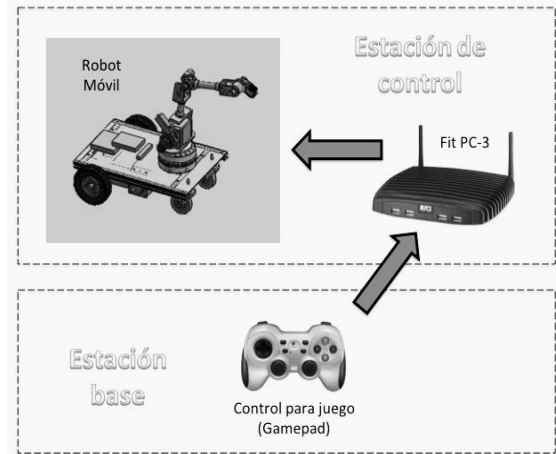 Robot
Móvil
Estación de
control
Fit PC-3
Estación
base
Control para juego
(Gamepad)